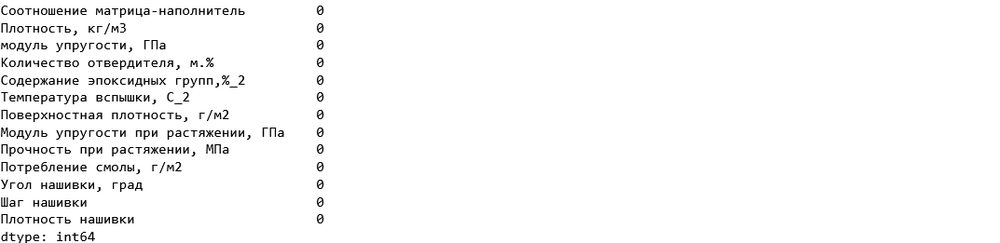 Соотношение матрица-наполнитель 0
Плотность, кг/м3 0
модуль упругости, ГПа 0
Количество отвердителя, м.% 0
Содержание эпоксидных групп,%_2 0
Температура вспышки, С_2 0
Поверхностная плотность, г/м2 0
Модуль упругости при растяжении, ГПа 0
Прочность при растяжении, МПа 0
Потребление смолы, г/м2 0
Угол нашивки, град 0
Шаг нашивки 0
Плотность нашивки 0
dtype: int64